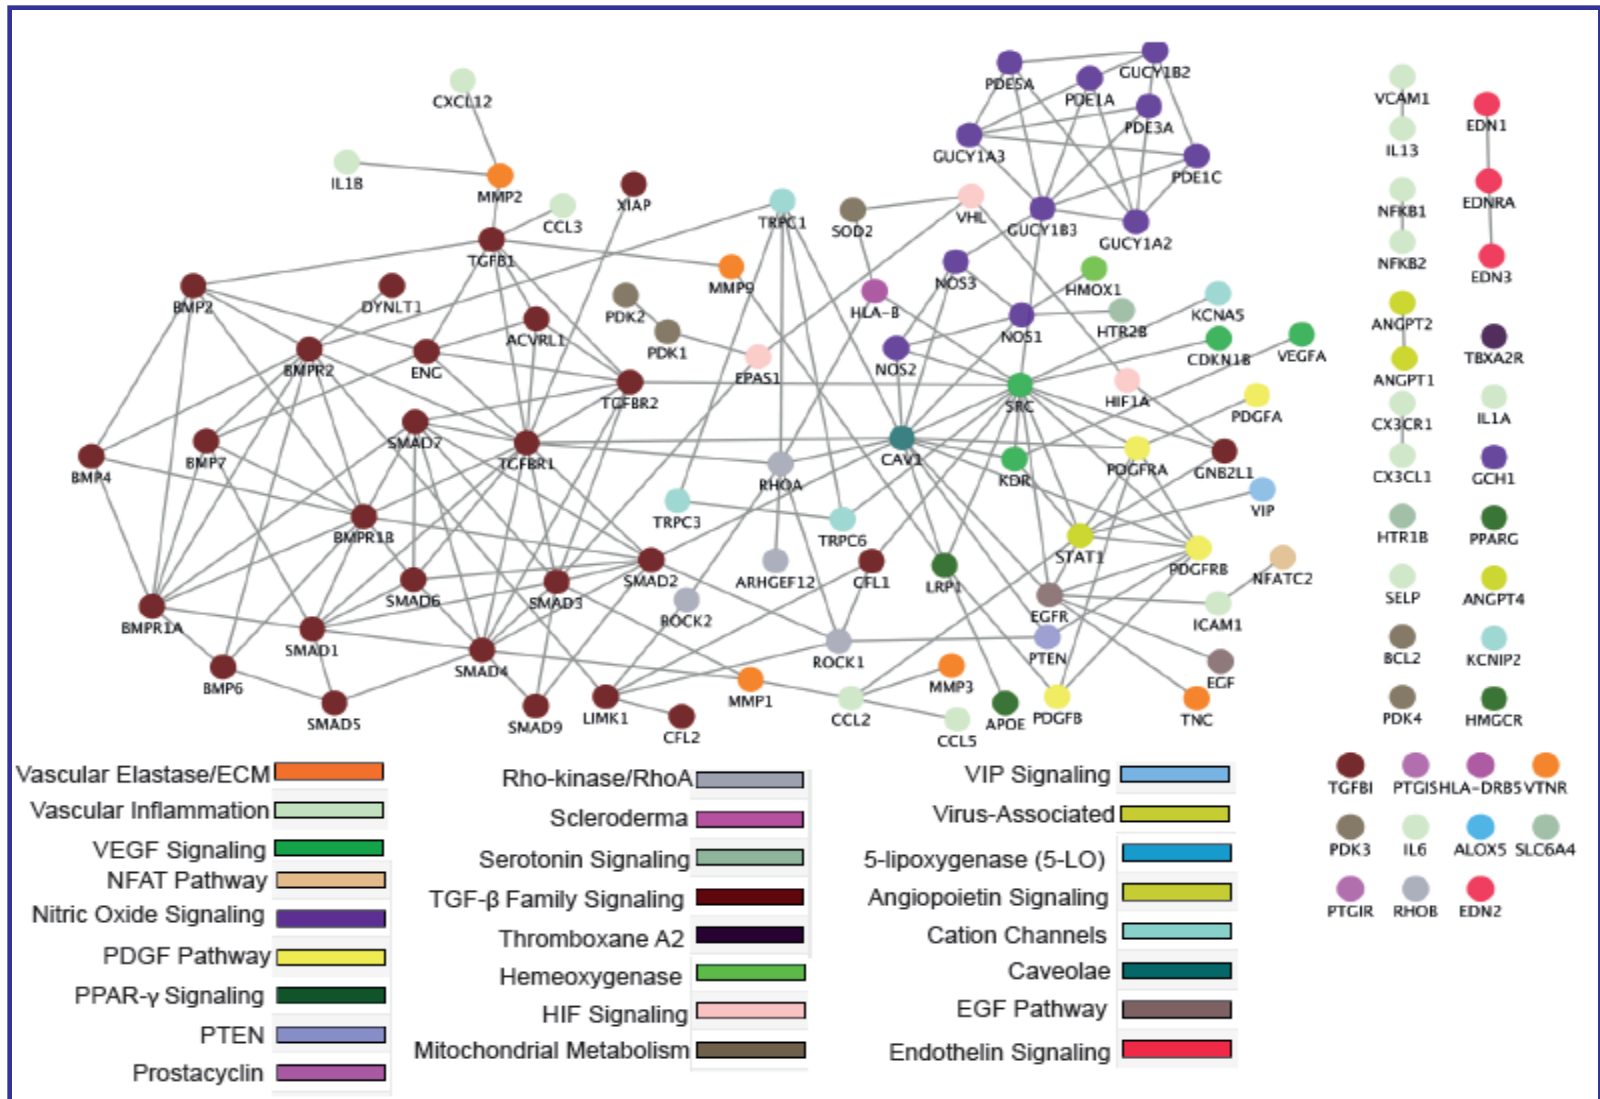 PDE5A
GUCY1B2
PDE1A
PDE3A
GUCY1A3
PDE1C
GUCY1B3
GUCY1A2
CXCL12
IL1B
MMP2
CCL3
XIAP
TRPC1
SOD2
VHL
TGFB1
MMP9
NOS3
HMOX1
BMP2
DYNLT1
PDK2
HLA-B
HTR2B
KCNA5
ACVRL1
PDK1
NOS1
CDKN1B
VEGFA
BMPR2
ENG
EPAS1
NOS2
TGFBR2
SRC
HIF1A
PDGFA
SMAD7
BMP4
BMP7
TGFBR1
RHOA
CAV1
KDR
PDGFRA
GNB2L1
VIP
BMPR1B
TRPC3
TRPC6
STAT1
PDGFRB
NFATC2
SMAD6
SMAD3
SMAD2
ARHGEF12
CFL1
LRP1
ROCK2
EGFR
ICAM1
BMPR1A
SMAD1
SMAD4
ROCK1
PTEN
EGF
BMP6
SMAD5
SMAD9
LIMK1
CFL2
MMP1
CCL2
MMP3
CCL5
APOE
PDGFB
TNC
VCAM1
EDN1
IL13
NFKB1
EDNRA
NFKB2
EDN3
ANGPT2
TBXA2R
ANGPT1
CX3CR1
IL1A
CX3CL1
GCH1
HTR1B
PPARG
SELP
ANGPT4
BCL2
KCNIP2
PDK4
HMGCR
TGFBI PTGIS HLA-DRB5 VTNR
PDK3 IL6 ALOX5 SLC6A4
PTGIR RHOB EDN2
Vascular Elastase/ECM
Vascular Inflammation
VEGF Signaling
NFAT Pathway
Nitric Oxide Signaling
PDGF Pathway
PPAR-γ Signaling
PTEN
Prostacyclin
Rho-kinase/RhoA
Scleroderma
Serotonin Signaling
TGF-β Family Signaling
Thromboxane A2
Hemeoxygenase
HIF Signaling
Mitochondrial Metabolism
VIP Signaling
Virus-Associated
5-lipoxygenase (5-LO)
Angiopoietin Signaling
Cation Channels
Caveolae
EGF Pathway
Endothelin Signaling